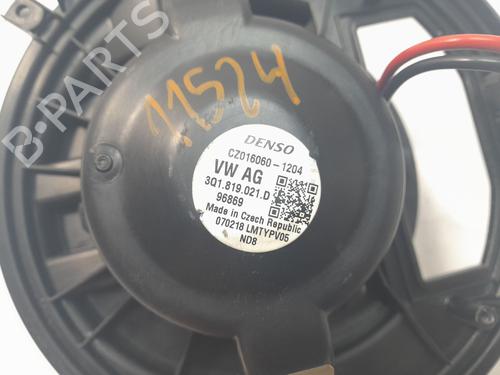 B-Parts
11524
DENSO
CZ016060-1204
VW AG
3Q1.819.021.D
96869
Made in Czech Republic
070218 LMTYPV05
ND8